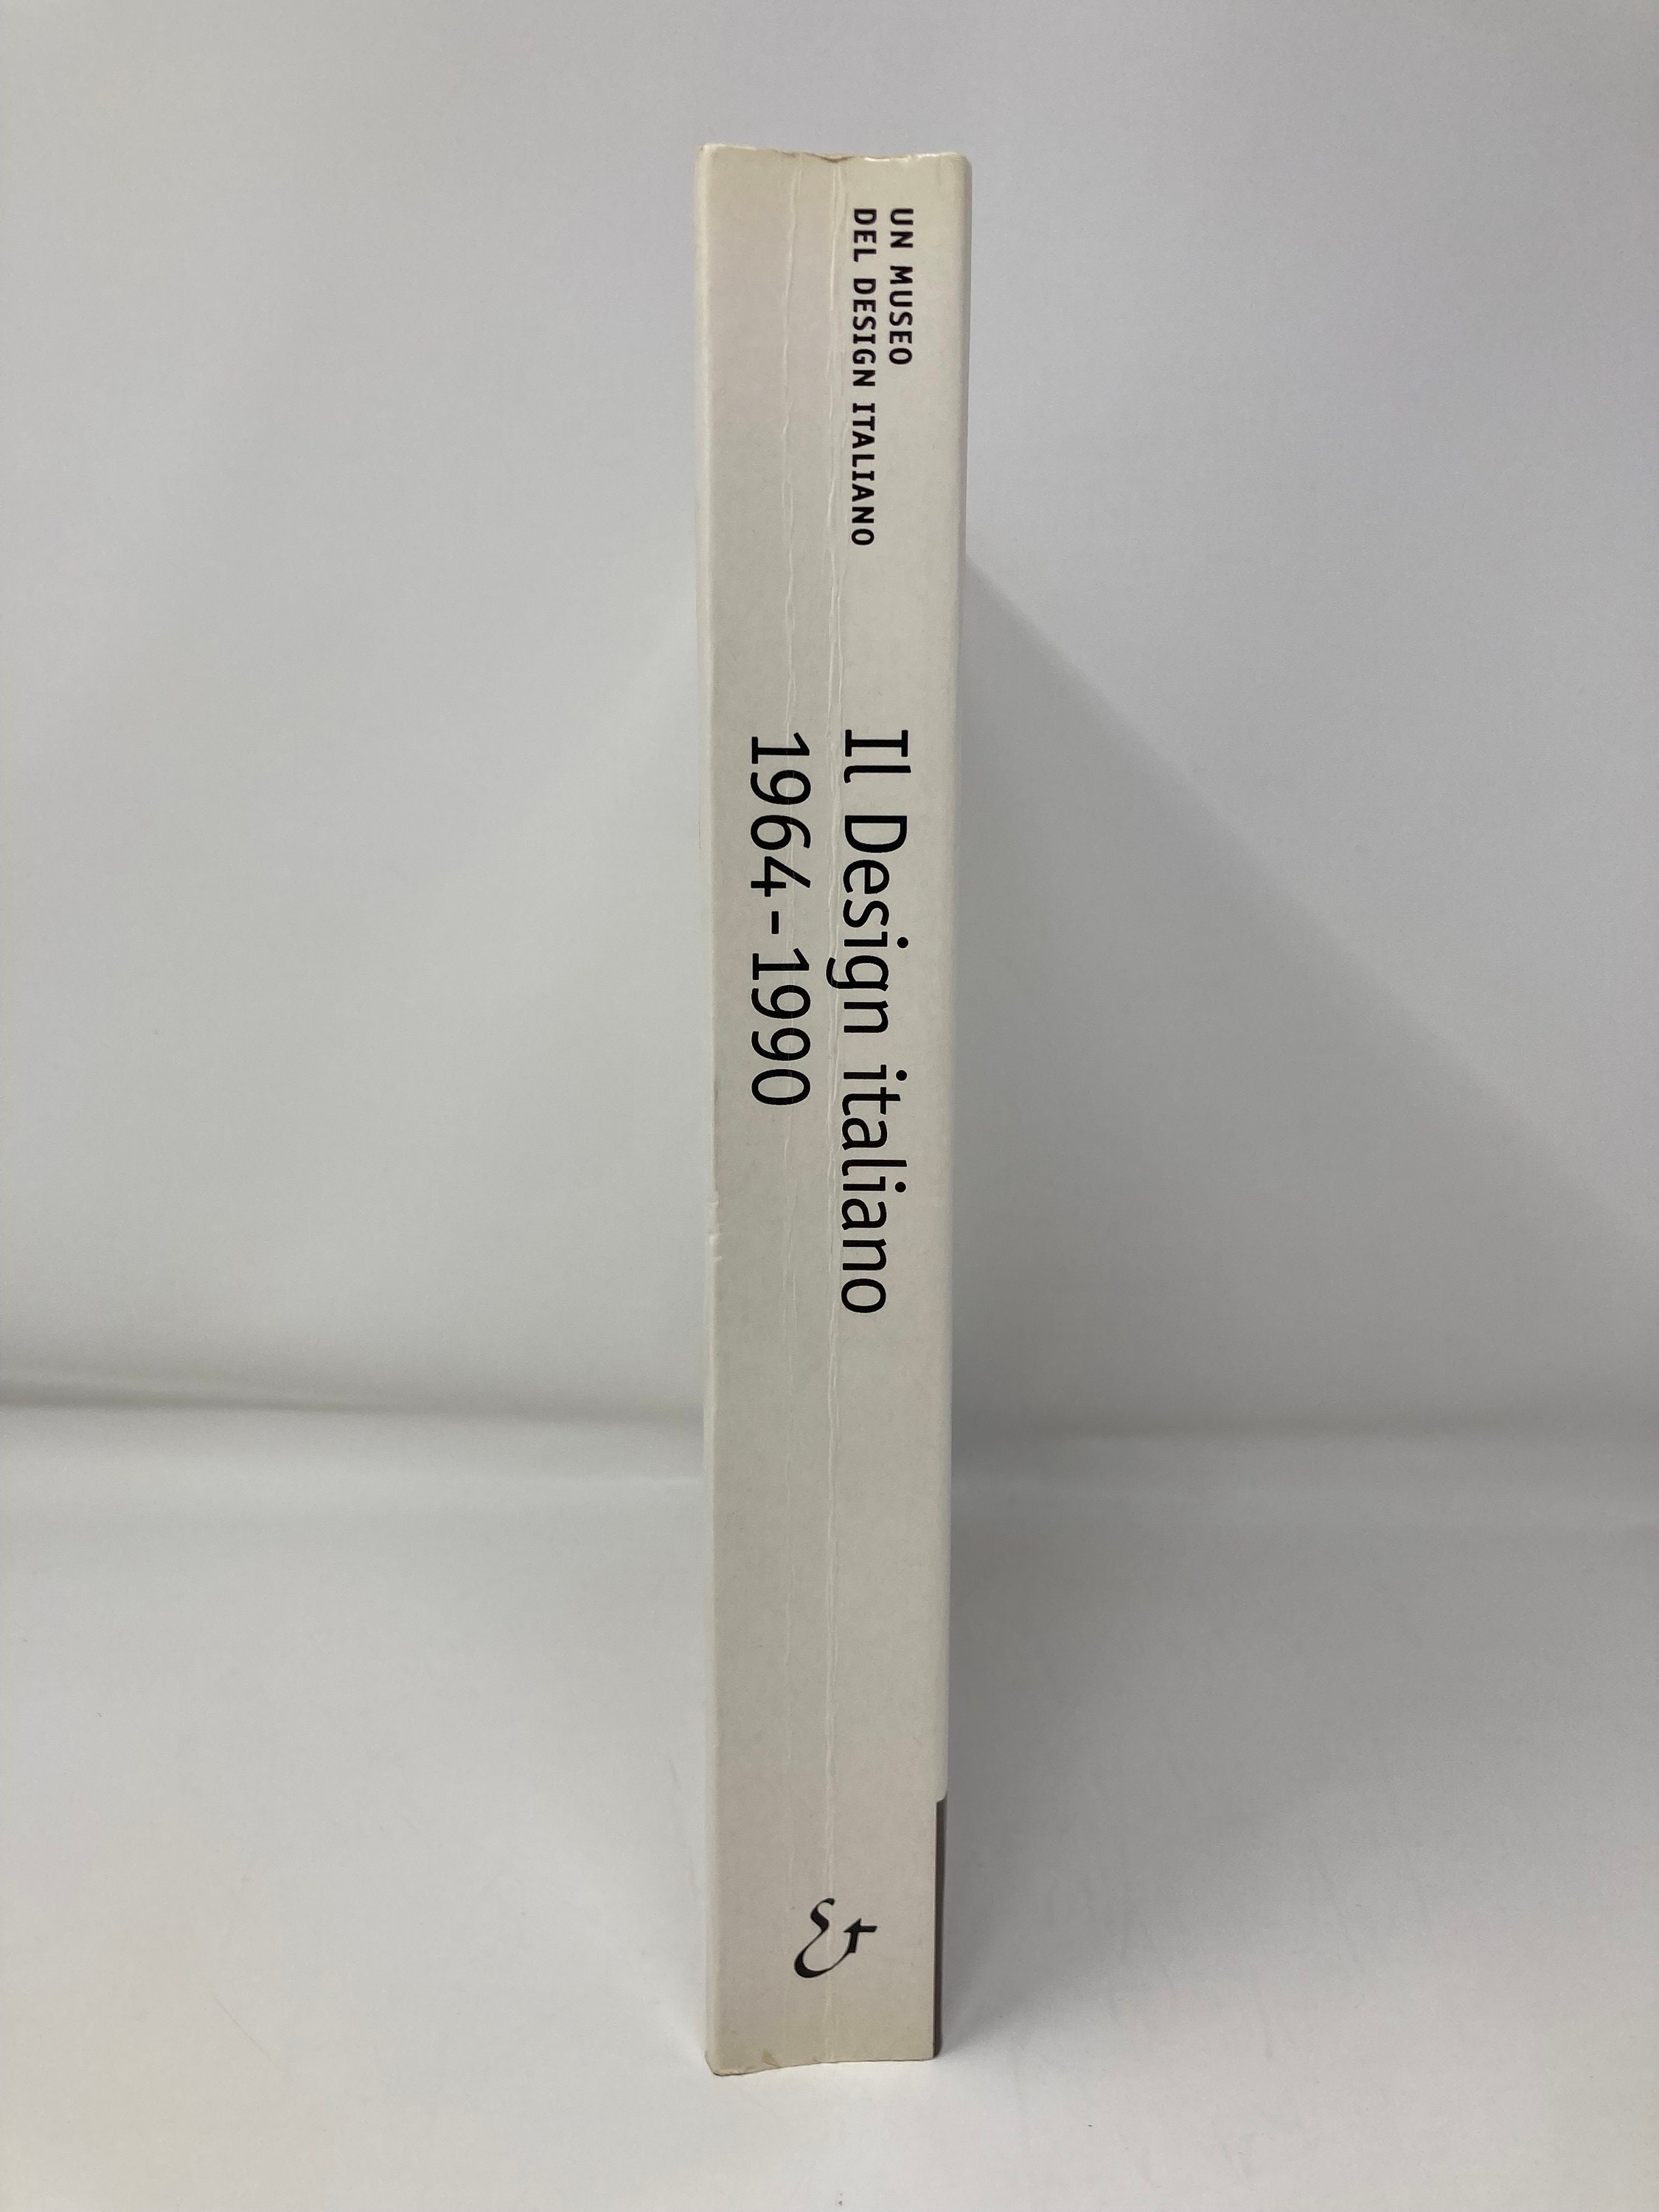 UN MUSEO
DEL DESIGN ITALIANO
Il Design italiano
1964-1990
&